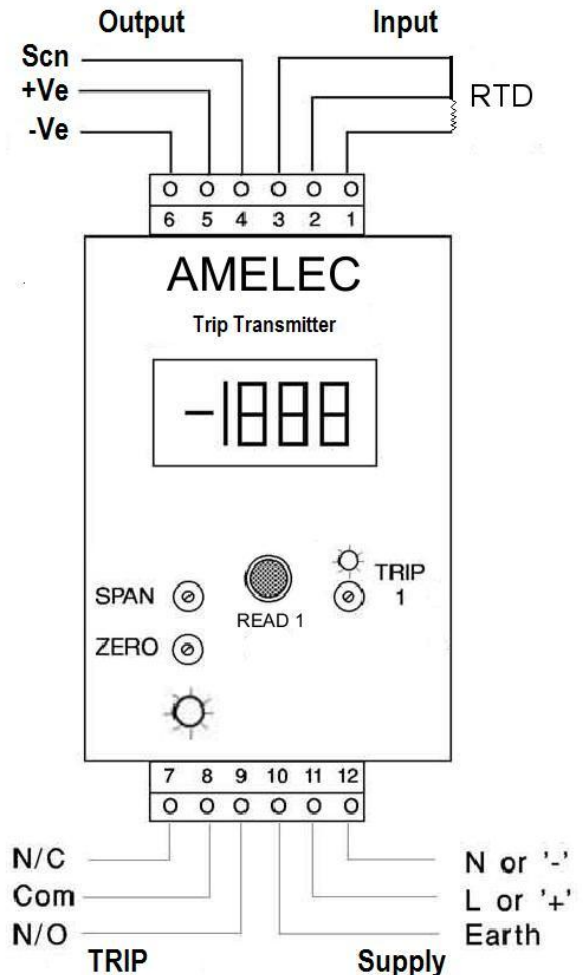 Output Input
Scn
+Ve
-Ve
RTD
6 5 4 3 2 1
AMELEC
Trip Transmitter
-1888
TRIP
1
SPAN
READ 1
ZERO
7 8 9 10 11 12
N/C
Com
N/O
N or '-'
L or '+'
Earth
TRIP Supply